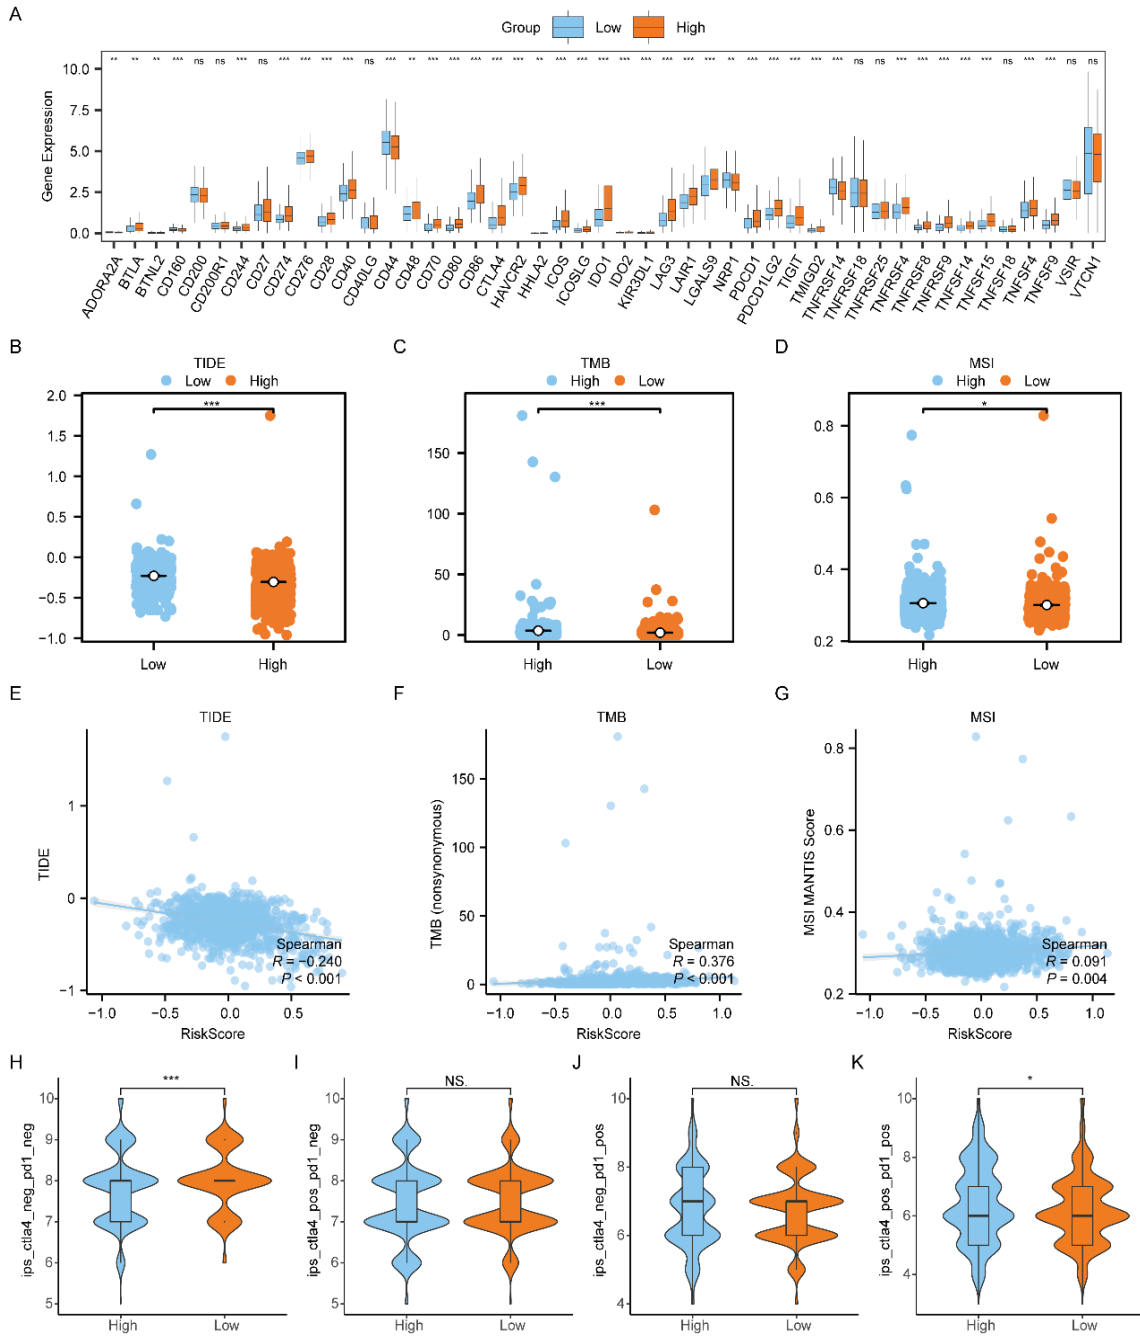 A
Group Low High
Gene Expression
10.0
7.5
5.0
2.5
0.0
** ** ** *** ns ns *** ns *** *** *** *** ns *** ** *** *** *** *** *** ** *** *** *** *** *** *** *** *** ** *** *** *** *** *** ns ns *** *** *** *** *** ns *** *** ns ns
ADORA2A
BTLA
BTNL2
CD160
CD200
CD200R1
CD244
CD27
CD274
CD276
CD28
CD40
CD40LG
CD44
CD48
CD70
CD80
CD86
CTLA4
HAVCR2
HHLA2
ICOS
ICOSLG
IDO1
IDO2
KIR3DL1
LAG3
LAIR1
LGALS9
NRP1
PDCD1
PDCD1LG2
TIGIT
TMIGD2
TNFRSF14
TNFRSF18
TNFRSF25
TNFRSF4
TNFRSF8
TNFRSF9
TNFSF14
TNFSF15
TNFSF18
TNFSF4
TNFSF9
VSIR
VTCN1
B
TIDE
Low High
***
2.0
1.5
1.0
0.5
0.0
−0.5
−1.0
Low High
C
TMB
High Low
***
150
100
50
0
High Low
D
MSI
High Low
*
0.8
0.6
0.4
0.2
High Low
E
TIDE
TIDE
1
0
−1
Spearman
R = −0.240
P < 0.001
−1.0 −0.5 0.0 0.5
RiskScore
F
TMB
TMB (nonsynonymous)
150
100
50
0
Spearman
R = 0.376
P < 0.001
−1.0 −0.5 0.0 0.5 1.0
RiskScore
G
MSI
MSI MANTIS Score
0.8
0.6
0.4
0.2
Spearman
R = 0.091
P = 0.004
−1.0 −0.5 0.0 0.5 1.0
RiskScore
H
ips_ctla4_neg_pd1_neg
***
10
9
8
7
6
5
High Low
I
ips_ctla4_pos_pd1_neg
NS.
10
9
8
7
6
5
High Low
J
ips_ctla4_neg_pd1_pos
NS.
10
8
6
4
High Low
K
ips_ctla4_pos_pd1_pos
*
10
8
6
4
High Low